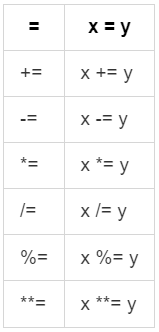 = x = y
+= x += y
-= x -= y
*= x *= y
/= x /= y
%= x %= y
**= x **= y